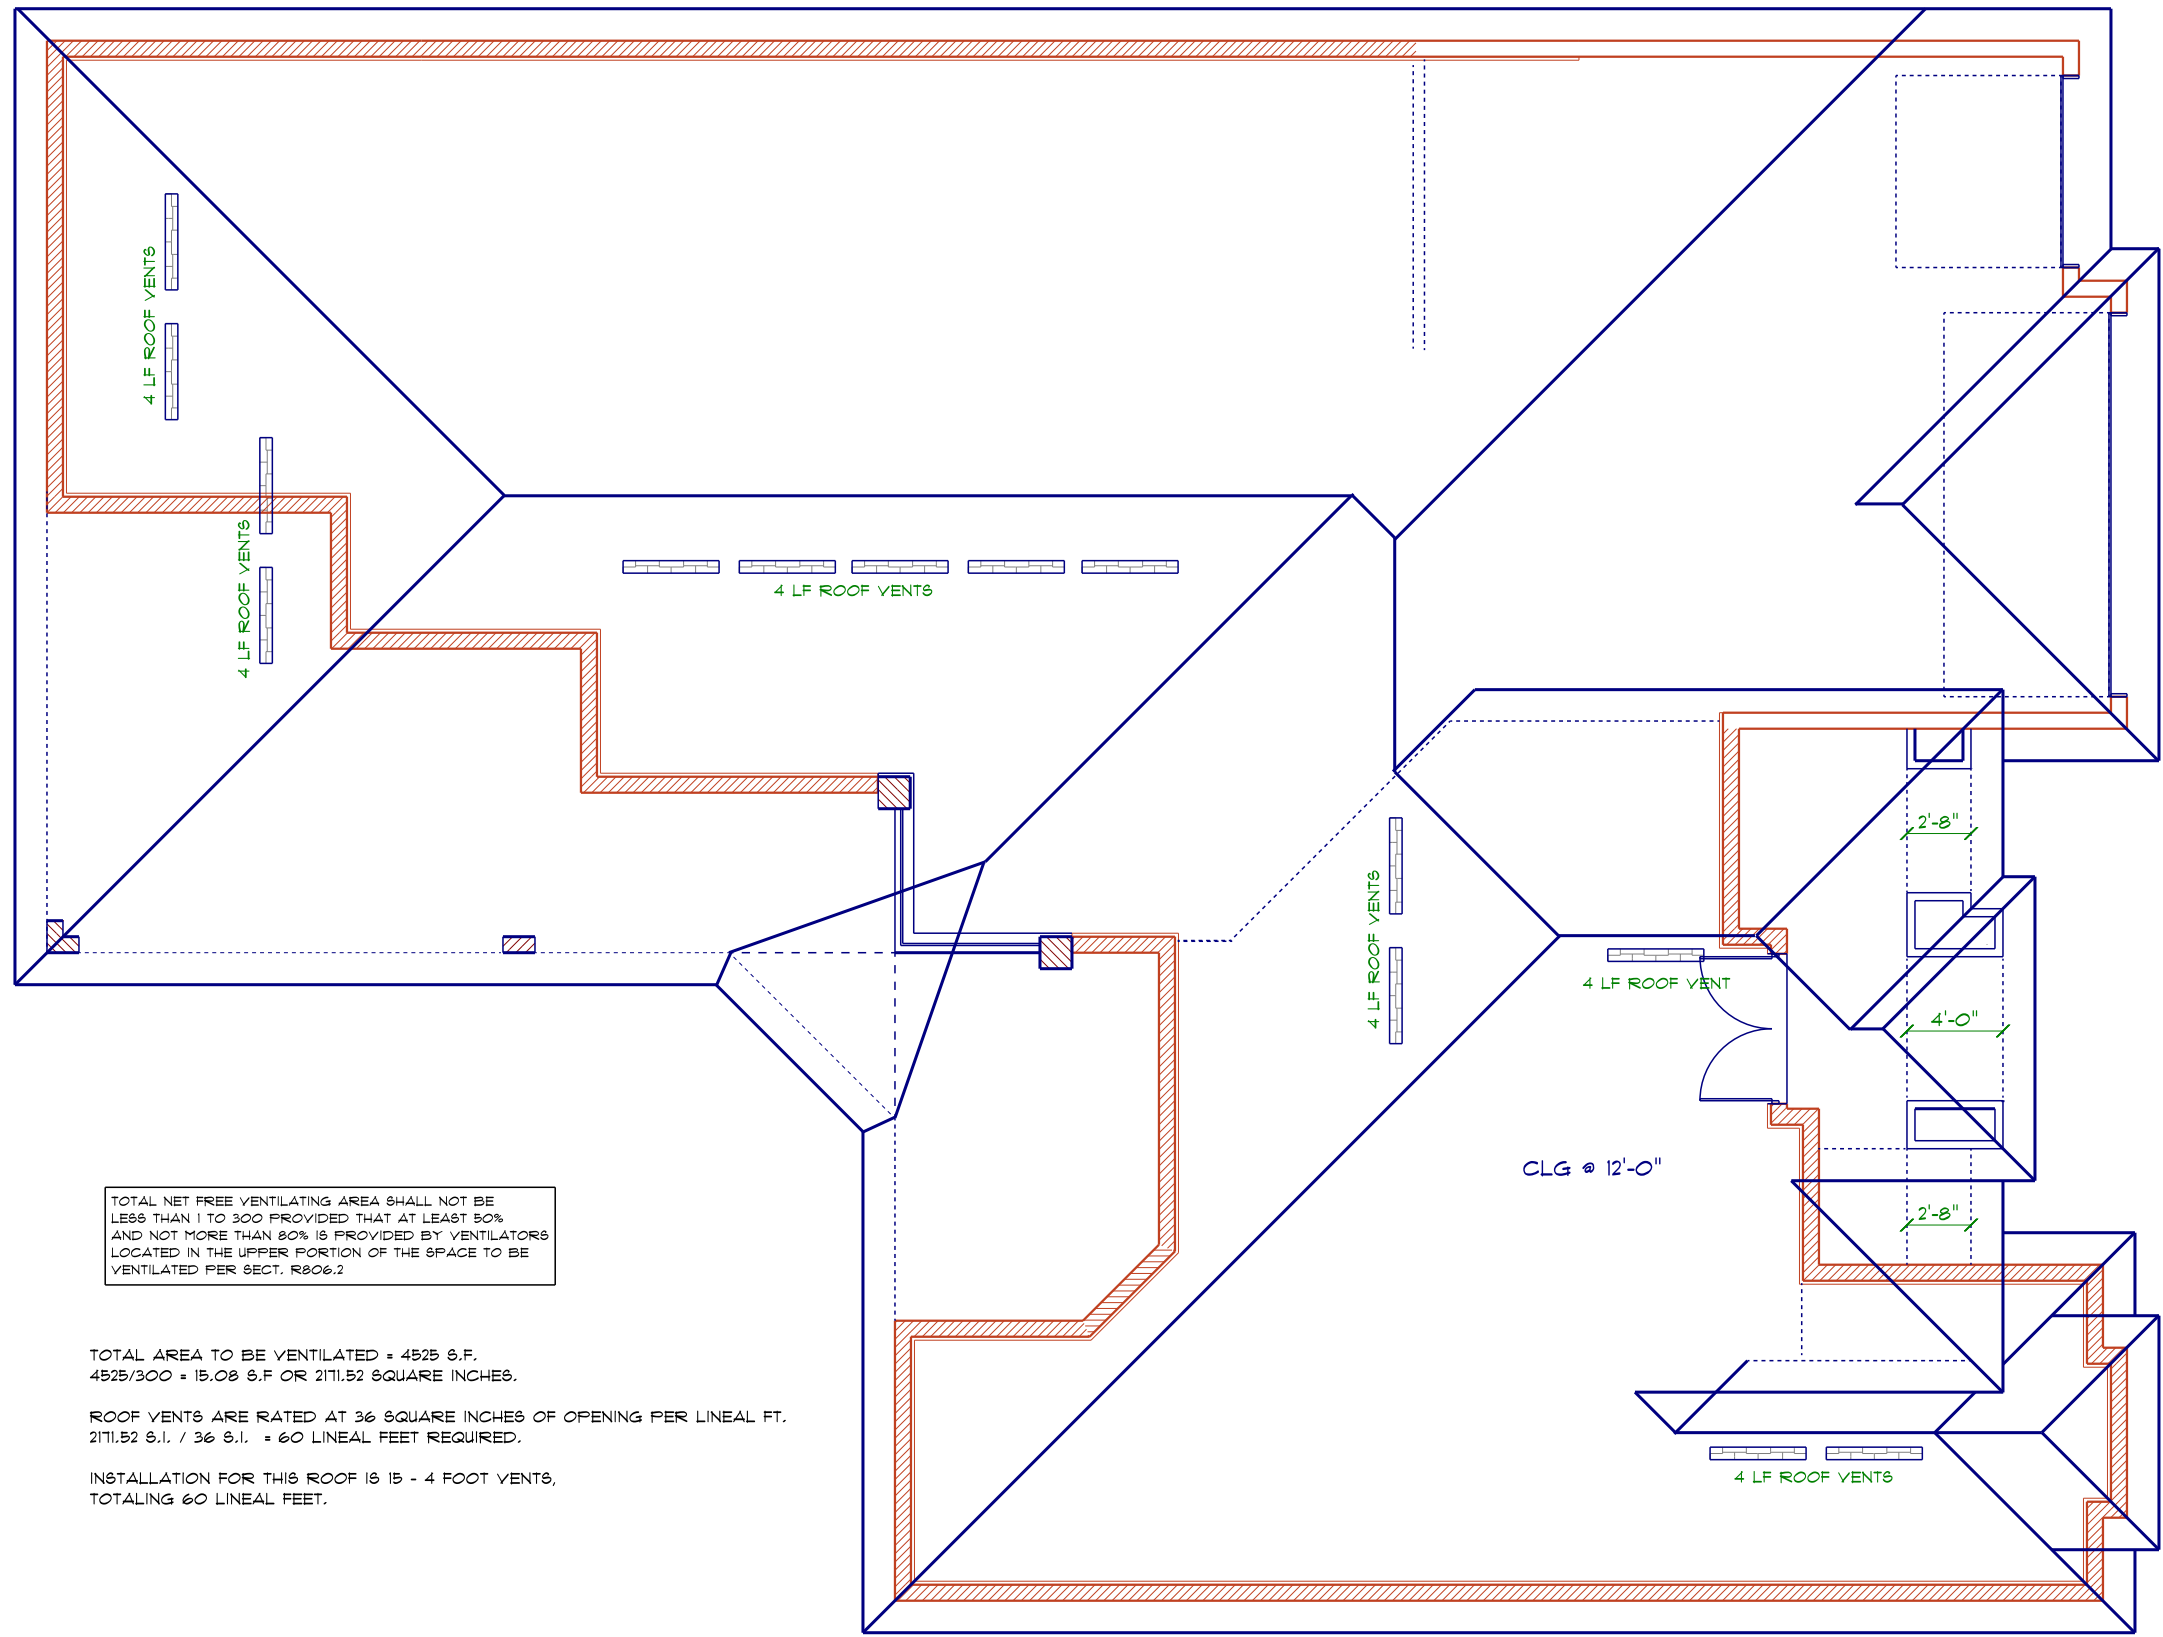 4 LF ROOF VENTS
4 LF ROOF VENTS
4 LF ROOF VENTS
2'-8"
4 LF ROOF VENTS
4 LF ROOF VENT
4'-0"
CLG @ 12'-0"
2'-8"
TOTAL NET FREE VENTILATING AREA SHALL NOT BE
LESS THAN 1 TO 300 PROVIDED THAT AT LEAST 50%
AND NOT MORE THAN 80% IS PROVIDED BY VENTILATORS
LOCATED IN THE UPPER PORTION OF THE SPACE TO BE
VENTILATED PER SECT. R806.2
TOTAL AREA TO BE VENTILATED = 4525 S.F.
4525/300 = 15.08 S.F OR 2171.52 SQUARE INCHES.
ROOF VENTS ARE RATED AT 36 SQUARE INCHES OF OPENING PER LINEAL FT.
2171.52 S.I. / 36 S.I. = 60 LINEAL FEET REQUIRED.
4 LF ROOF VENTS
INSTALLATION FOR THIS ROOF IS 15 - 4 FOOT VENTS,
TOTALING 60 LINEAL FEET.